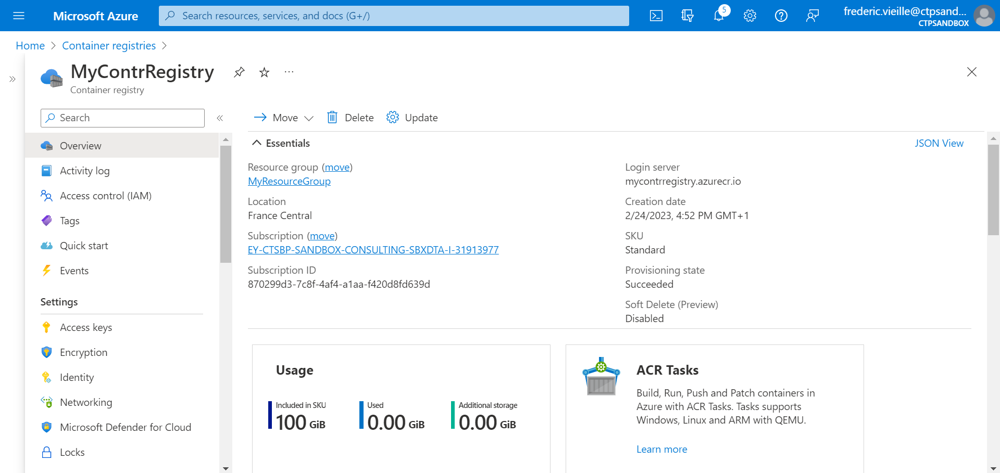 Microsoft Azure
Search resources, services, and docs (G+/)
5
frederic.vieille@ctpsand...
CTPSANDBOX
Home > Container registries >
MyContrRegistry
Container registry
Search
Overview
Activity log
Access control (IAM)
Tags
Quick start
Events
Settings
Access keys
Encryption
Identity
Networking
Microsoft Defender for Cloud
Locks
Move
Delete
Update
Essentials
JSON View
Resource group (move)
MyResourceGroup
Location
France Central
Subscription (move)
EY-CTSBP-SANDBOX-CONSULTING-SBXDTA-I-31913977
Subscription ID
870299d3-7c8f-4af4-a1aa-f420d8fd639d
Login server
mycontrregistry.azurecr.io
Creation date
2/24/2023, 4:52 PM GMT+1
SKU
Standard
Provisioning state
Succeeded
Soft Delete (Preview)
Disabled
Usage
Included in SKU
100 GiB
Used
0.00 GiB
Additional storage
0.00 GiB
ACR Tasks
Build, Run, Push and Patch containers in
Azure with ACR Tasks. Tasks supports
Windows, Linux and ARM with QEMU.
Learn more